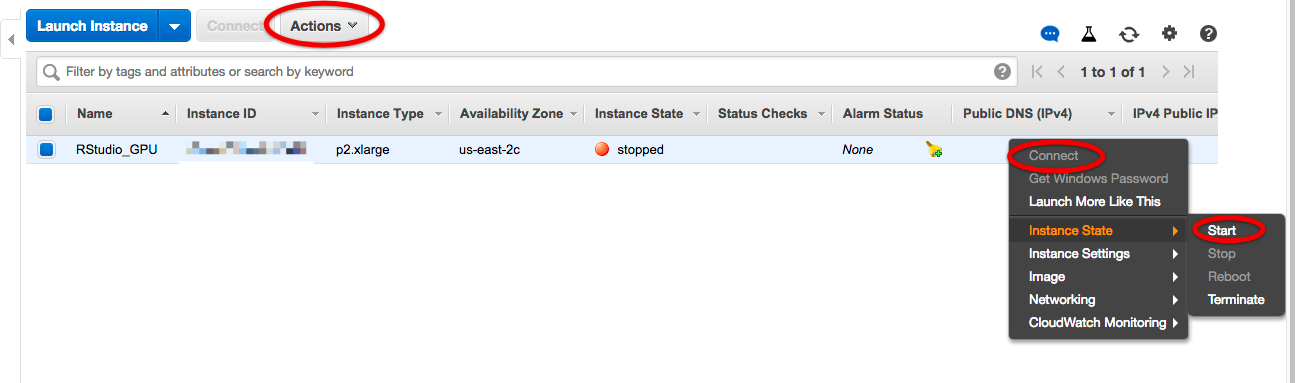 Launch Instance Connect Actions
Filter by tags and attributes or search by keyword ? 1 to 1 of 1
Name Instance ID Instance Type Availability Zone Instance State Status Checks Alarm Status Public DNS (IPv4) IPv4 Public IP
RStudio_GPU p2.xlarge us-east-2c stopped None
Connect
Get Windows Password
Launch More Like This
Instance State Start
Instance Settings Stop
Image Reboot
Networking Terminate
CloudWatch Monitoring